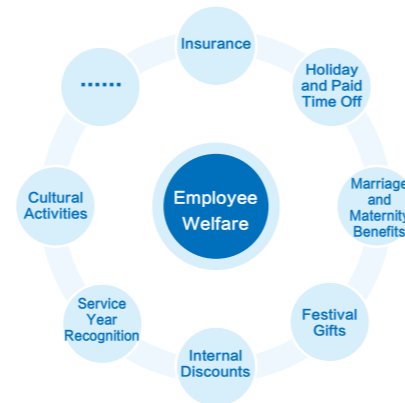 Insurance
Holiday
and Paid
Time Off
Marriage
and
Maternity
Benefits
Festival
Gifts
Internal
Discounts
Service
Year
Recognition
Cultural
Activities
······
Employee
Welfare